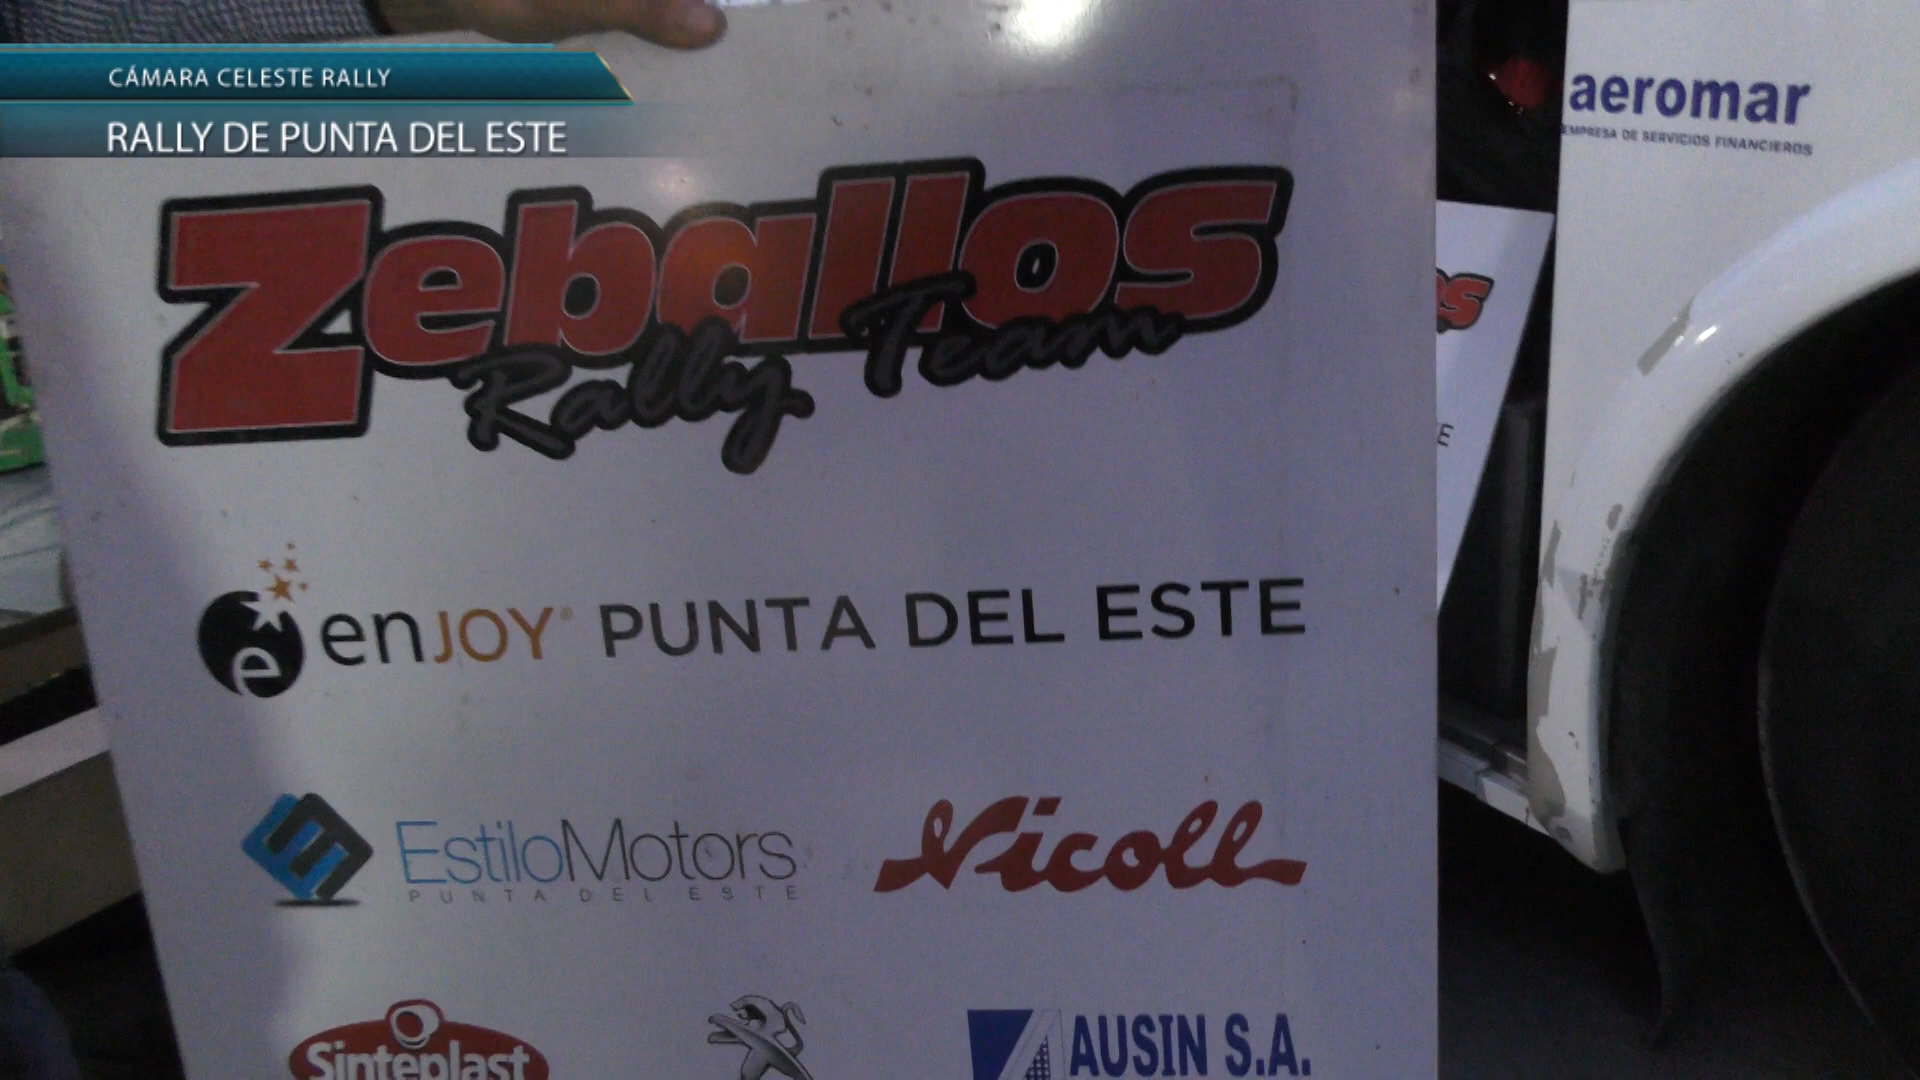 CÁMARA CELESTE RALLY
RALLY DE PUNTA DEL ESTE
aeromar
EMPRESA DE SERVICIOS FINANCIEROS
Zeballos
Rally Team
os
E
e enJOY® PUNTA DEL ESTE
EstiloMotors
PUNTA DEL ESTE
Nicoll
Sinteplast
AUSIN S.A.